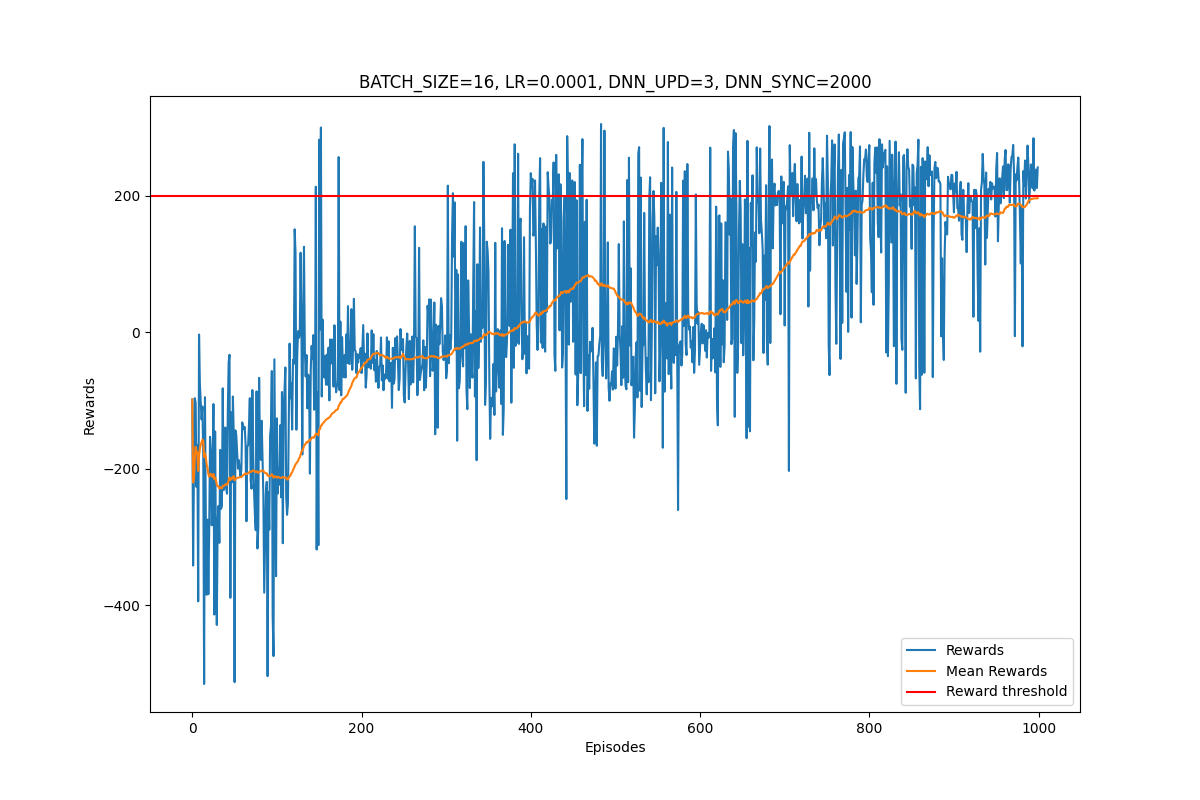 BATCH_SIZE=16, LR=0.0001, DNN_UPD=3, DNN_SYNC=2000
Rewards
200
0
−200
−400
0
200
400
600
800
1000
Episodes
Rewards
Mean Rewards
Reward threshold